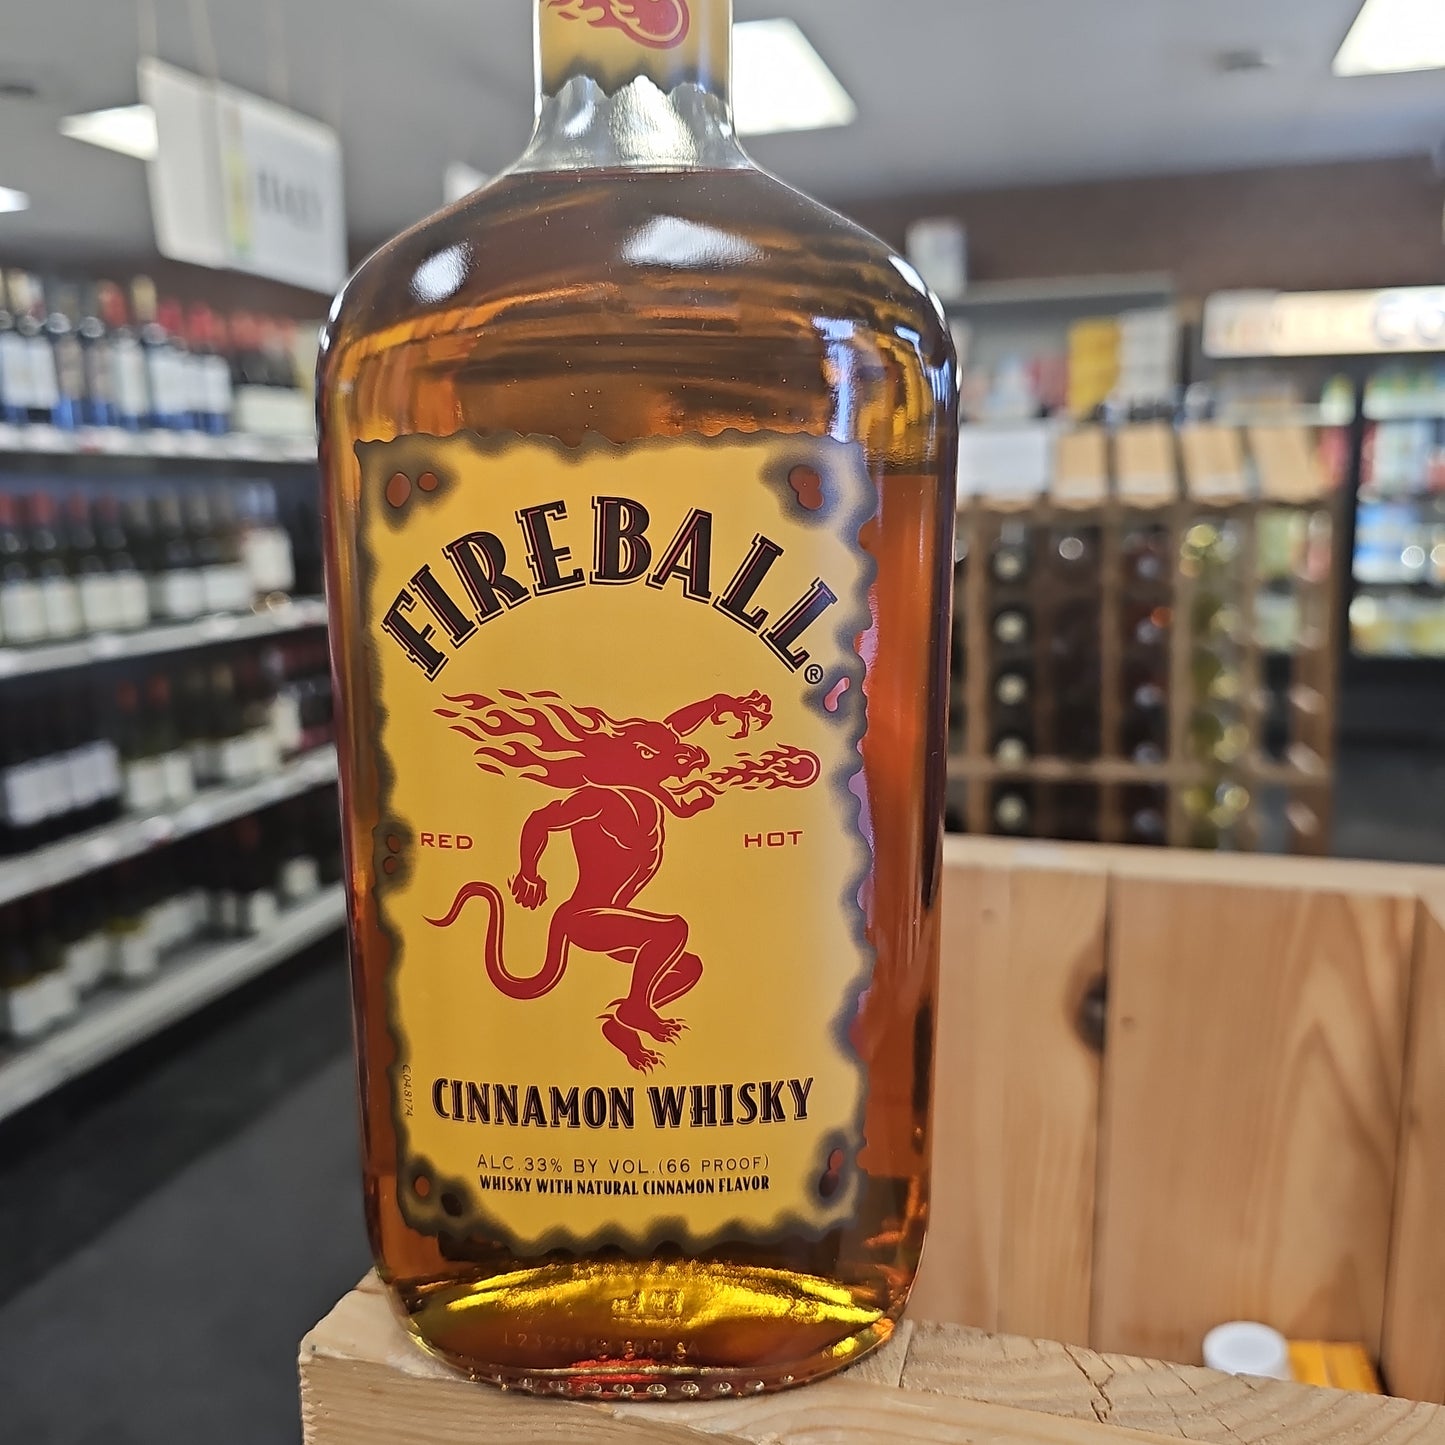 FIREBALL®
RED HOT
CINNAMON WHISKY
ALC.33% BY VOL.(66 PROOF)
WHISKY WITH NATURAL CINNAMON FLAVOR